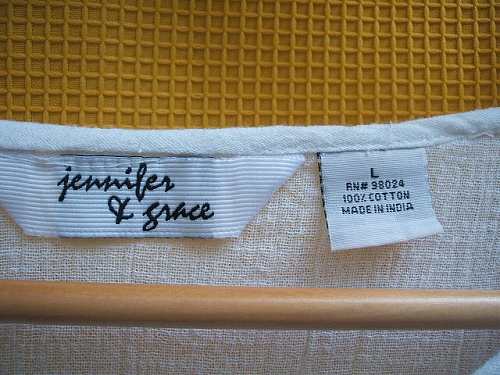 jennifer
& grace
L
RN# 98024
100% COTTON
MADE IN INDIA